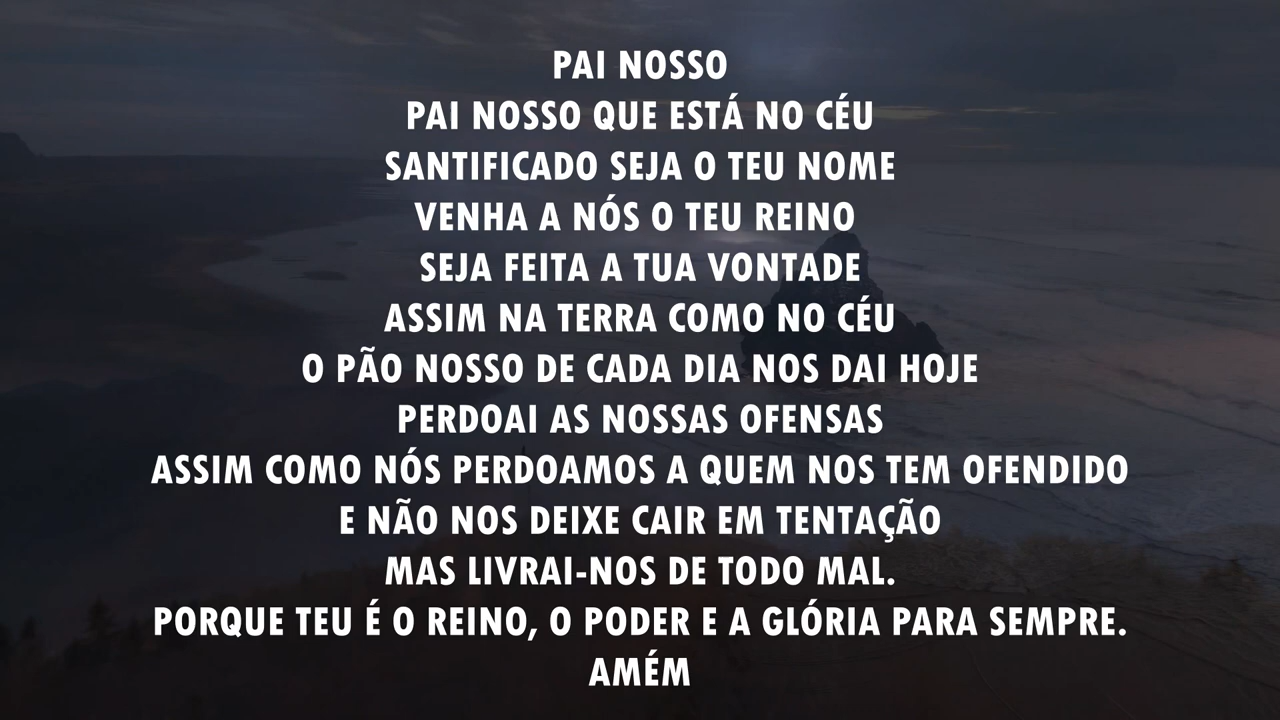 PAI NOSSO
PAI NOSSO QUE ESTÁ NO CÉU
SANTIFICADO SEJA O TEU NOME
VENHA A NÓS O TEU REINO
SEJA FEITA A TUA VONTADE
ASSIM NA TERRA COMO NO CÉU
O PÃO NOSSO DE CADA DIA NOS DAI HOJE
PERDOAI AS NOSSAS OFENSAS
ASSIM COMO NÓS PERDOAMOS A QUEM NOS TEM OFENDIDO
E NÃO NOS DEIXE CAIR EM TENTAÇÃO
MAS LIVRAI-NOS DE TODO MAL.
PORQUE TEU É O REINO, O PODER E A GLÓRIA PARA SEMPRE.
AMÉM